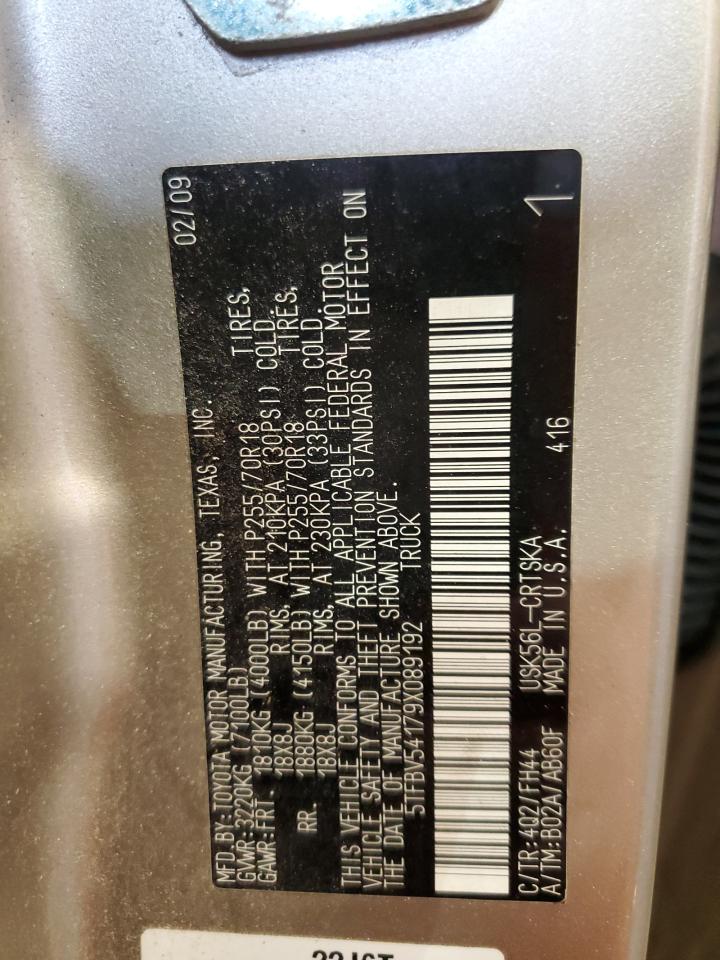 MFD.BY:TOYOTA MOTOR MANUFACTURING, TEXAS, INC. 02/09
GVWR:3220KG (7100LB)
GAWR:FRT. 1810KG (4000LB) WITH P255/70R18 TIRES,
18X8J RIMS, AT 210KPA (30PSI) COLD.
RR. 1880KG (4150LB) WITH P255/70R18 TIRES,
18X8J RIMS, AT 230KPA (33PSI) COLD.
THIS VEHICLE CONFORMS TO ALL APPLICABLE FEDERAL MOTOR
VEHICLE SAFETY AND THEFT PREVENTION STANDARDS IN EFFECT ON
THE DATE OF MANUFACTURE SHOWN ABOVE.
5TFBV54179X089192 TRUCK
C/TR:4Q2/FH44 USK56L-CRTSKA
A/TM:B02A/AB60F MADE IN U.S.A. 416 1